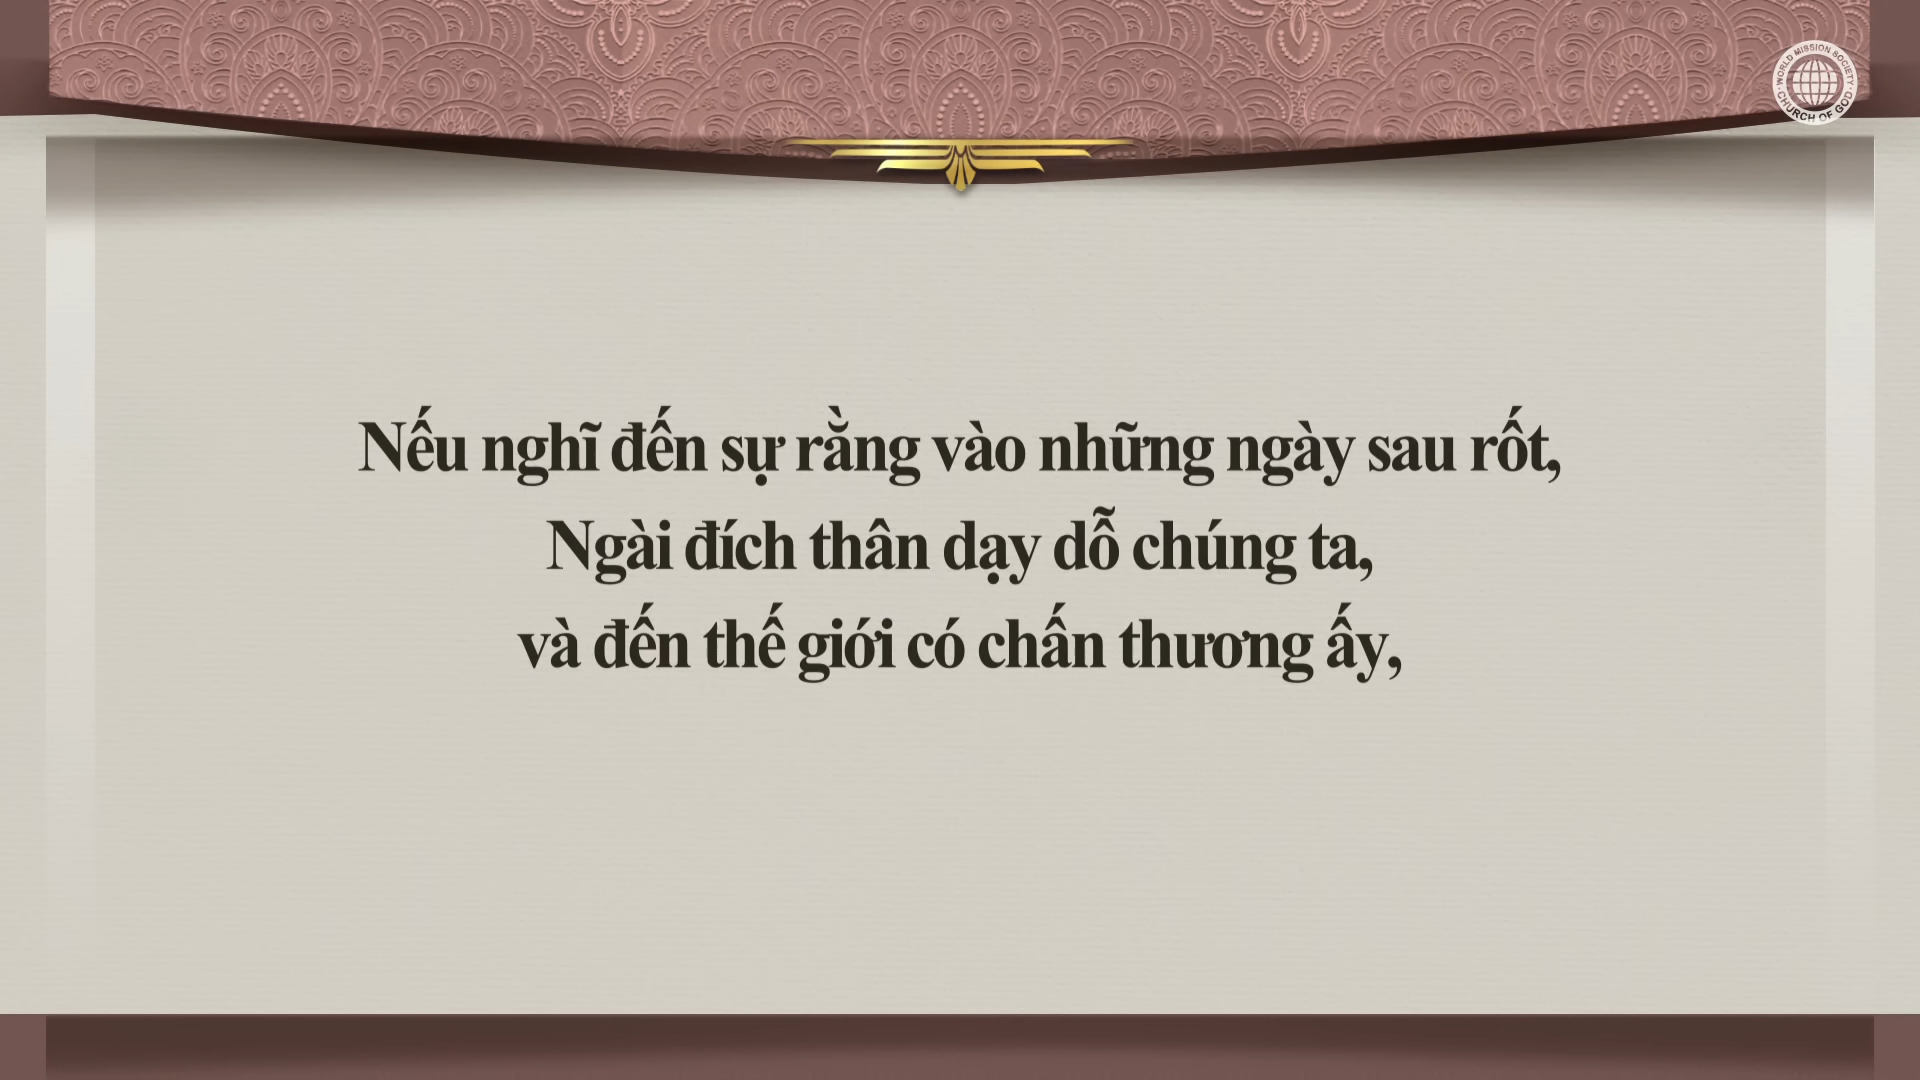 WORLD MISSION SOCIETY
CHURCH OF GOD
Nếu nghĩ đến sự rằng vào những ngày sau rốt,
Ngài đích thân dạy dỗ chúng ta,
và đến thế giới có chấn thương ấy,